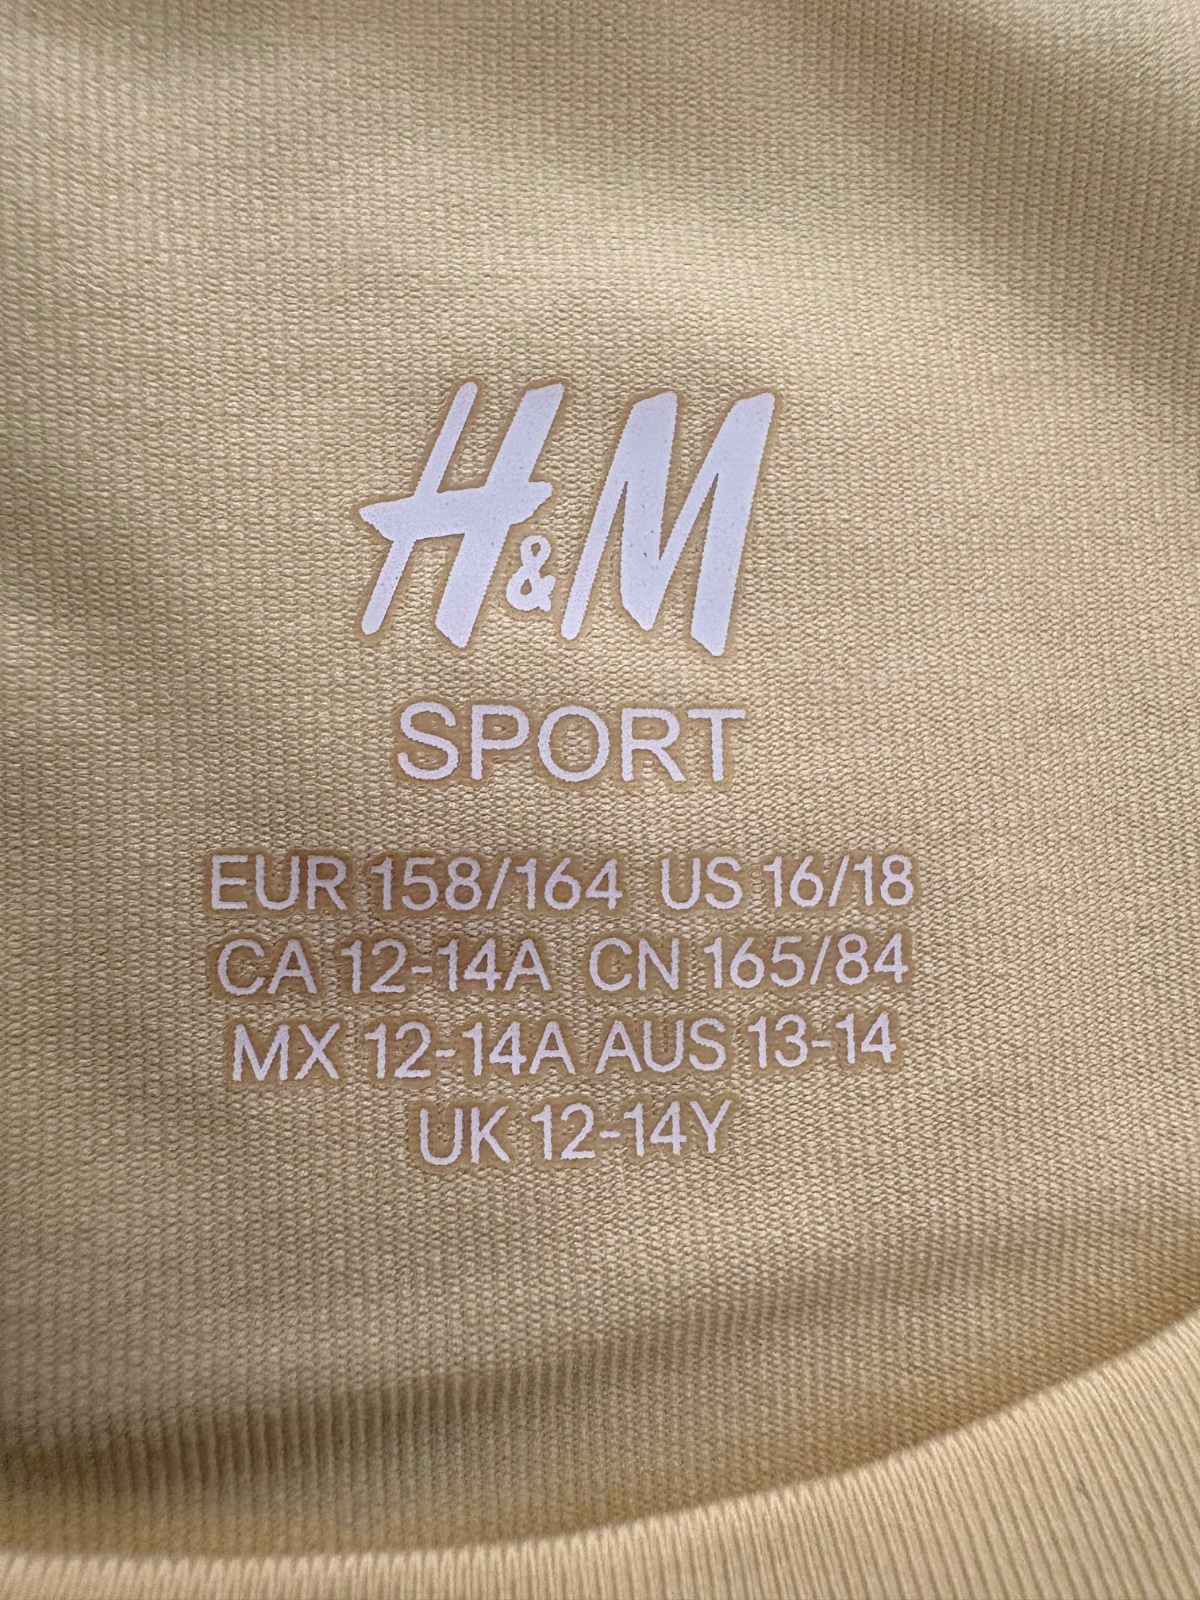 H&M
SPORT
EUR 158/164 US 16/18
CA 12-14A CN 165/84
MX 12-14A AUS 13-14
UK 12-14Y